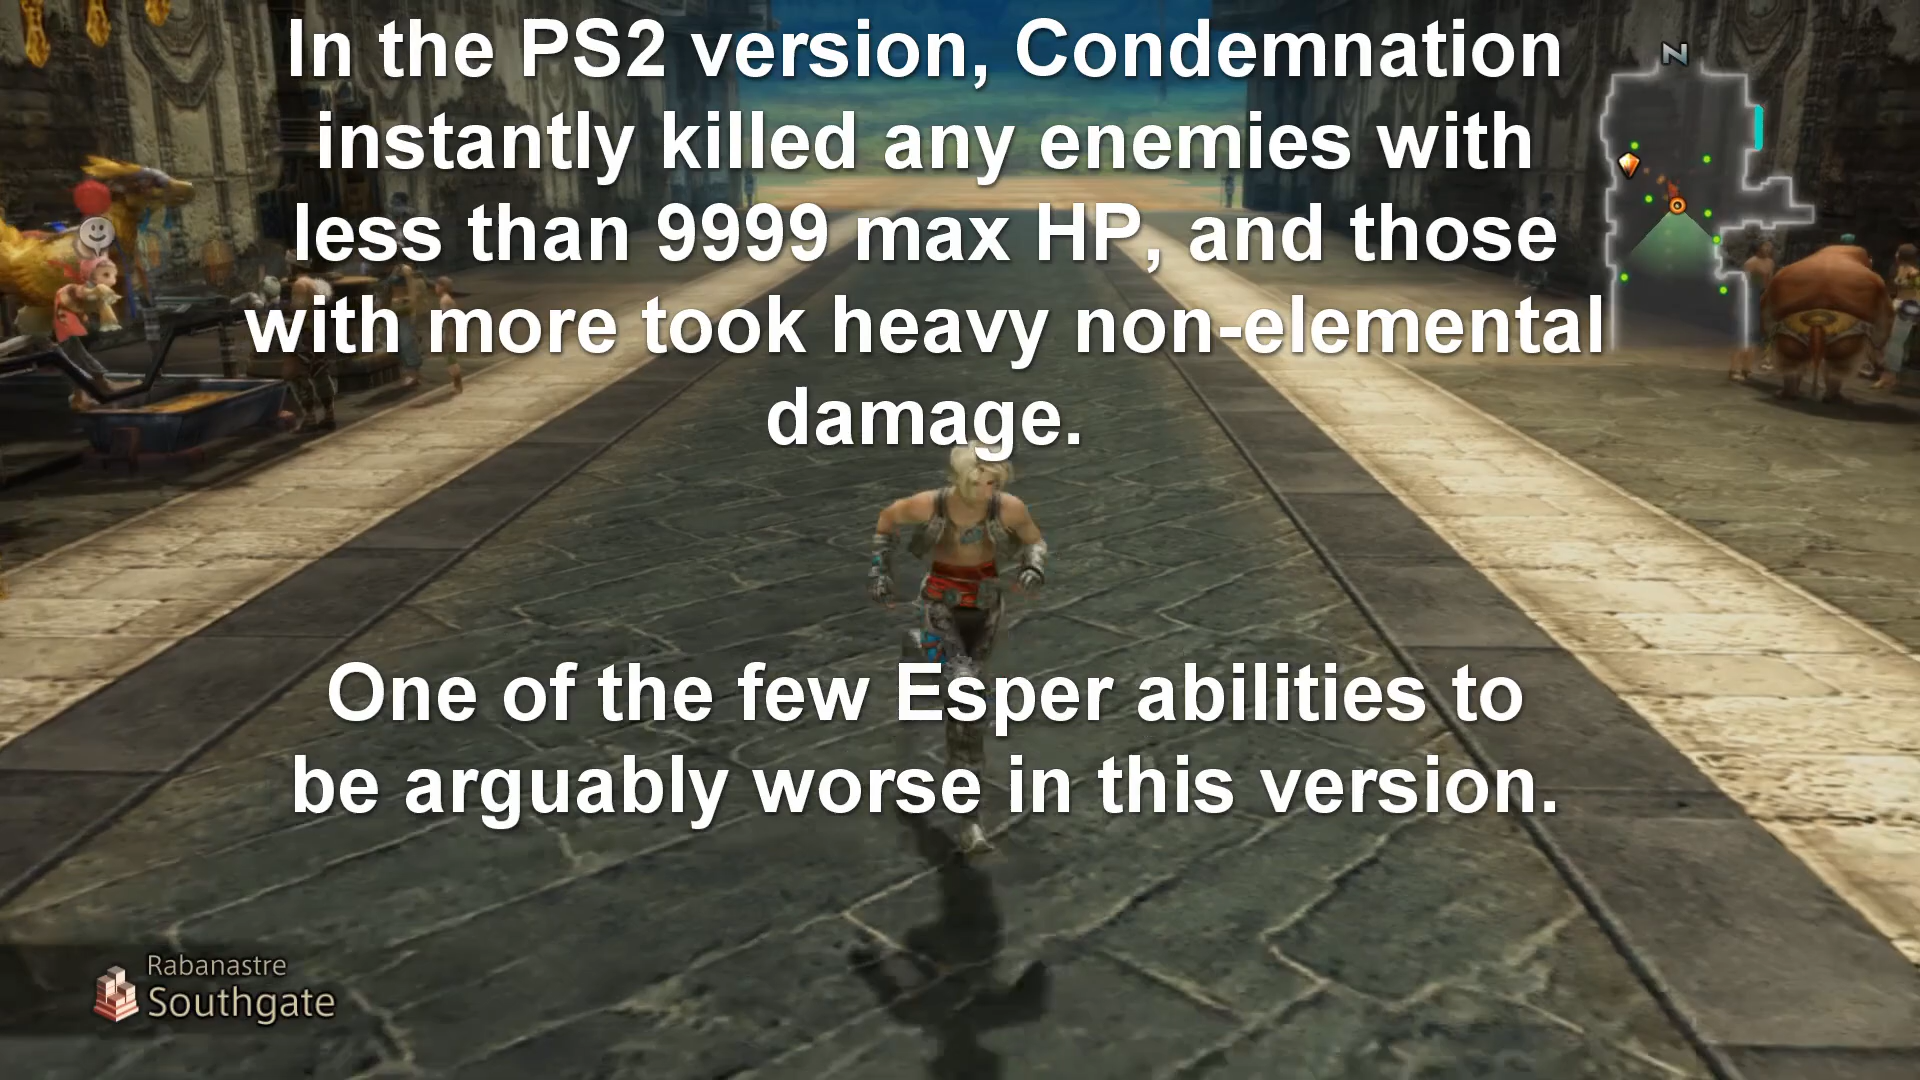 In the PS2 version, Condemnation
instantly killed any enemies with
less than 9999 max HP, and those
with more took heavy non-elemental
damage.
N
One of the few Esper abilities to
be arguably worse in this version.
Rabanastre
Southgate